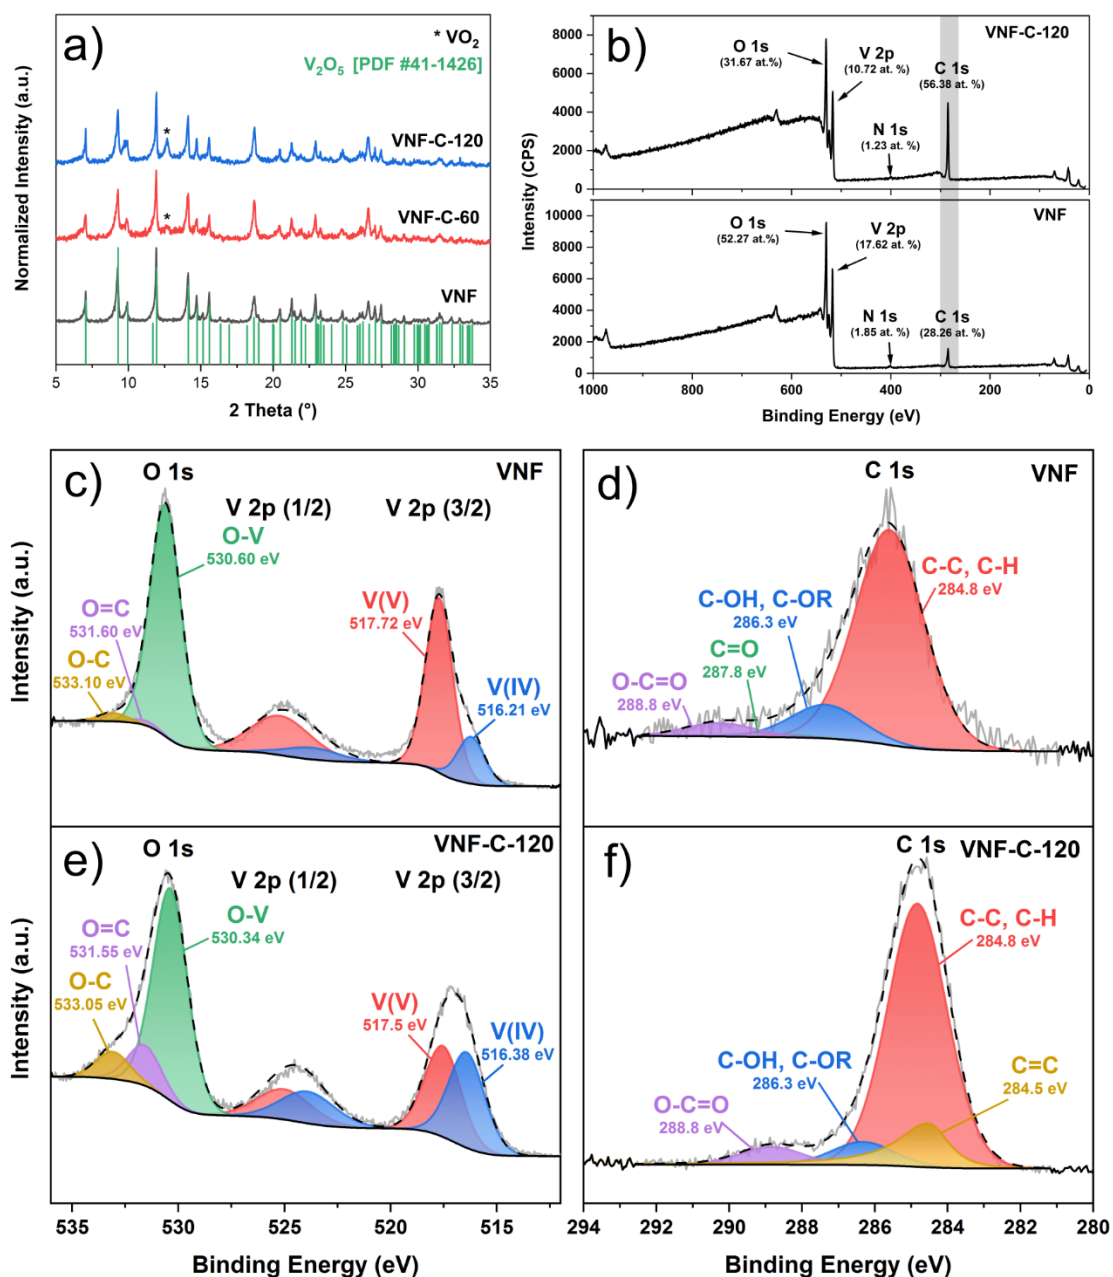 a)
* VO₂
V₂O₅ [PDF #41-1426]
VNF-C-120
*
VNF-C-60
*
VNF
Normalized Intensity (a.u.)
5 10 15 20 25 30 35
2 Theta (°)
b)
VNF-C-120
O 1s
(31.67 at.%)
V 2p
(10.72 at. %)
C 1s
(56.38 at. %)
N 1s
(1.23 at. %)
8000
6000
4000
2000
0
VNF
O 1s
(52.27 at.%)
V 2p
(17.62 at. %)
N 1s
(1.85 at. %)
C 1s
(28.26 at. %)
10000
8000
6000
4000
2000
0
Intensity (CPS)
1000 800 600 400 200 0
Binding Energy (eV)
c)
O 1s
VNF
V 2p (1/2)
V 2p (3/2)
O-V
530.60 eV
O=C
531.60 eV
O-C
533.10 eV
V(V)
517.72 eV
V(IV)
516.21 eV
Intensity (a.u.)
d)
C 1s
VNF
C-C, C-H
284.8 eV
C-OH, C-OR
286.3 eV
C=O
287.8 eV
O-C=O
288.8 eV
e)
O 1s
VNF-C-120
V 2p (1/2)
V 2p (3/2)
O-V
530.34 eV
O=C
531.55 eV
O-C
533.05 eV
V(V)
517.5 eV
V(IV)
516.38 eV
Intensity (a.u.)
535 530 525 520 515
Binding Energy (eV)
f)
C 1s
VNF-C-120
C-C, C-H
284.8 eV
C-OH, C-OR
286.3 eV
C=C
284.5 eV
O-C=O
288.8 eV
294 292 290 288 286 284 282 280
Binding Energy (eV)